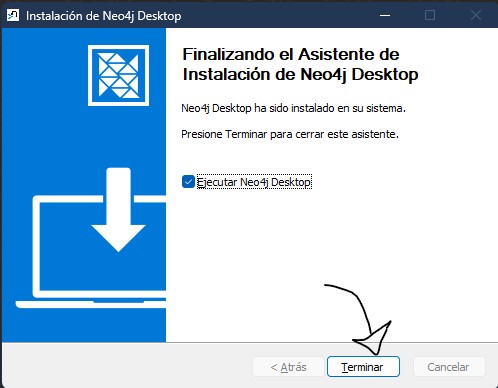 Instalación de Neo4j Desktop
Finalizando el Asistente de
Instalación de Neo4j Desktop
Neo4j Desktop ha sido instalado en su sistema.
Presione Terminar para cerrar este asistente.
Ejecutar Neo4j Desktop
< Atrás
Terminar
Cancelar